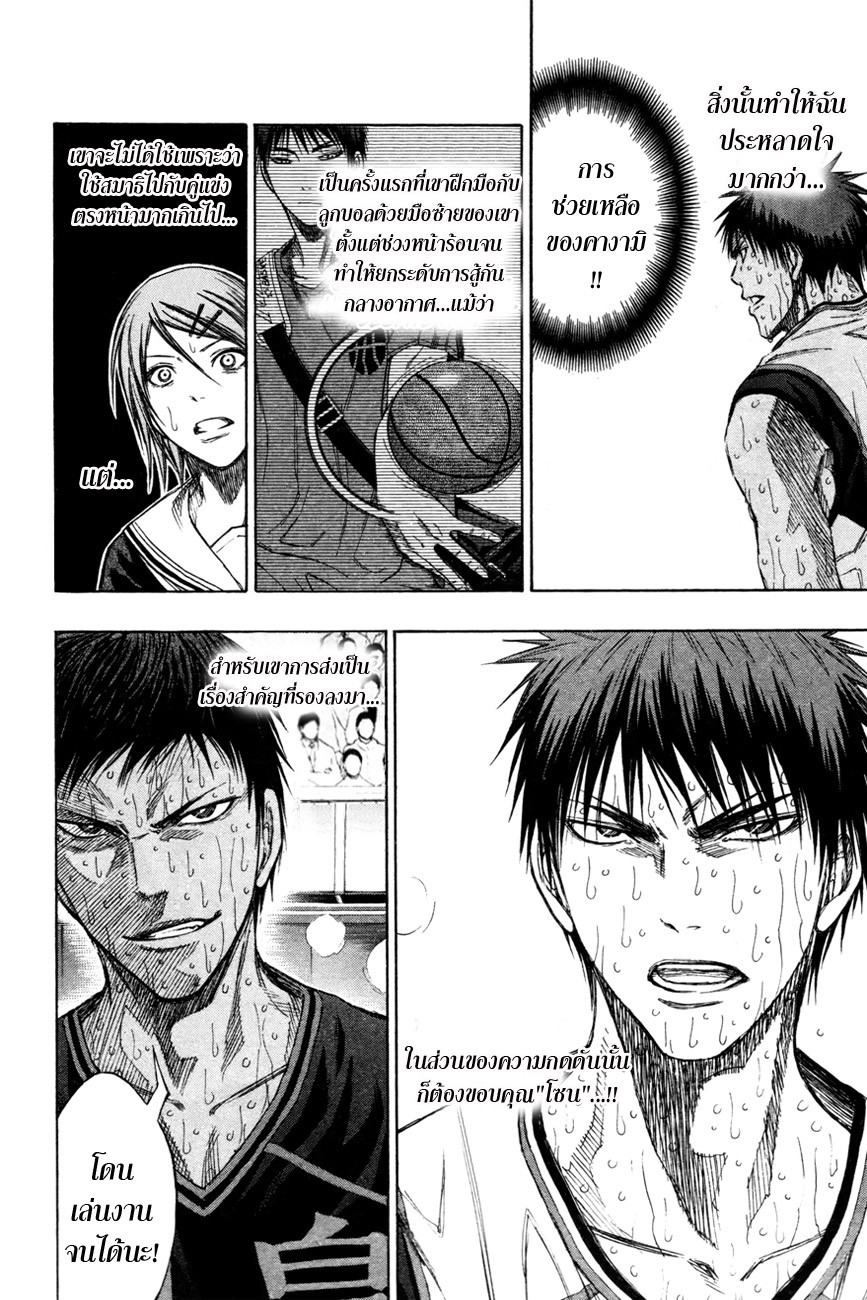 สิ่งนั้นทำให้ฉัน
ประหลาดใจ
มากกว่า...
การ
ช่วยเหลือ
ของคางามิ
!!
เป็นครั้งแรกที่เขาฝึกมือกับ
ลูกบอลด้วยมือซ้ายของเขา
ตั้งแต่ช่วงหน้าร้อนจน
ทำให้ยกระดับการสู้กัน
กลางอากาศ...แม้ว่า
เขาจะไม่ได้ใช้เพราะว่า
ใช้สมาธิไปกับคู่แข่ง
ตรงหน้ามากเกินไป...
แต่...
ในส่วนของความกดดันนั้น
ก็ต้องขอบคุณ"โซน"...!!
สำหรับเขาการส่งเป็น
เรื่องสำคัญที่รองลงมา...
โดน
เล่นงาน
จนได้นะ!